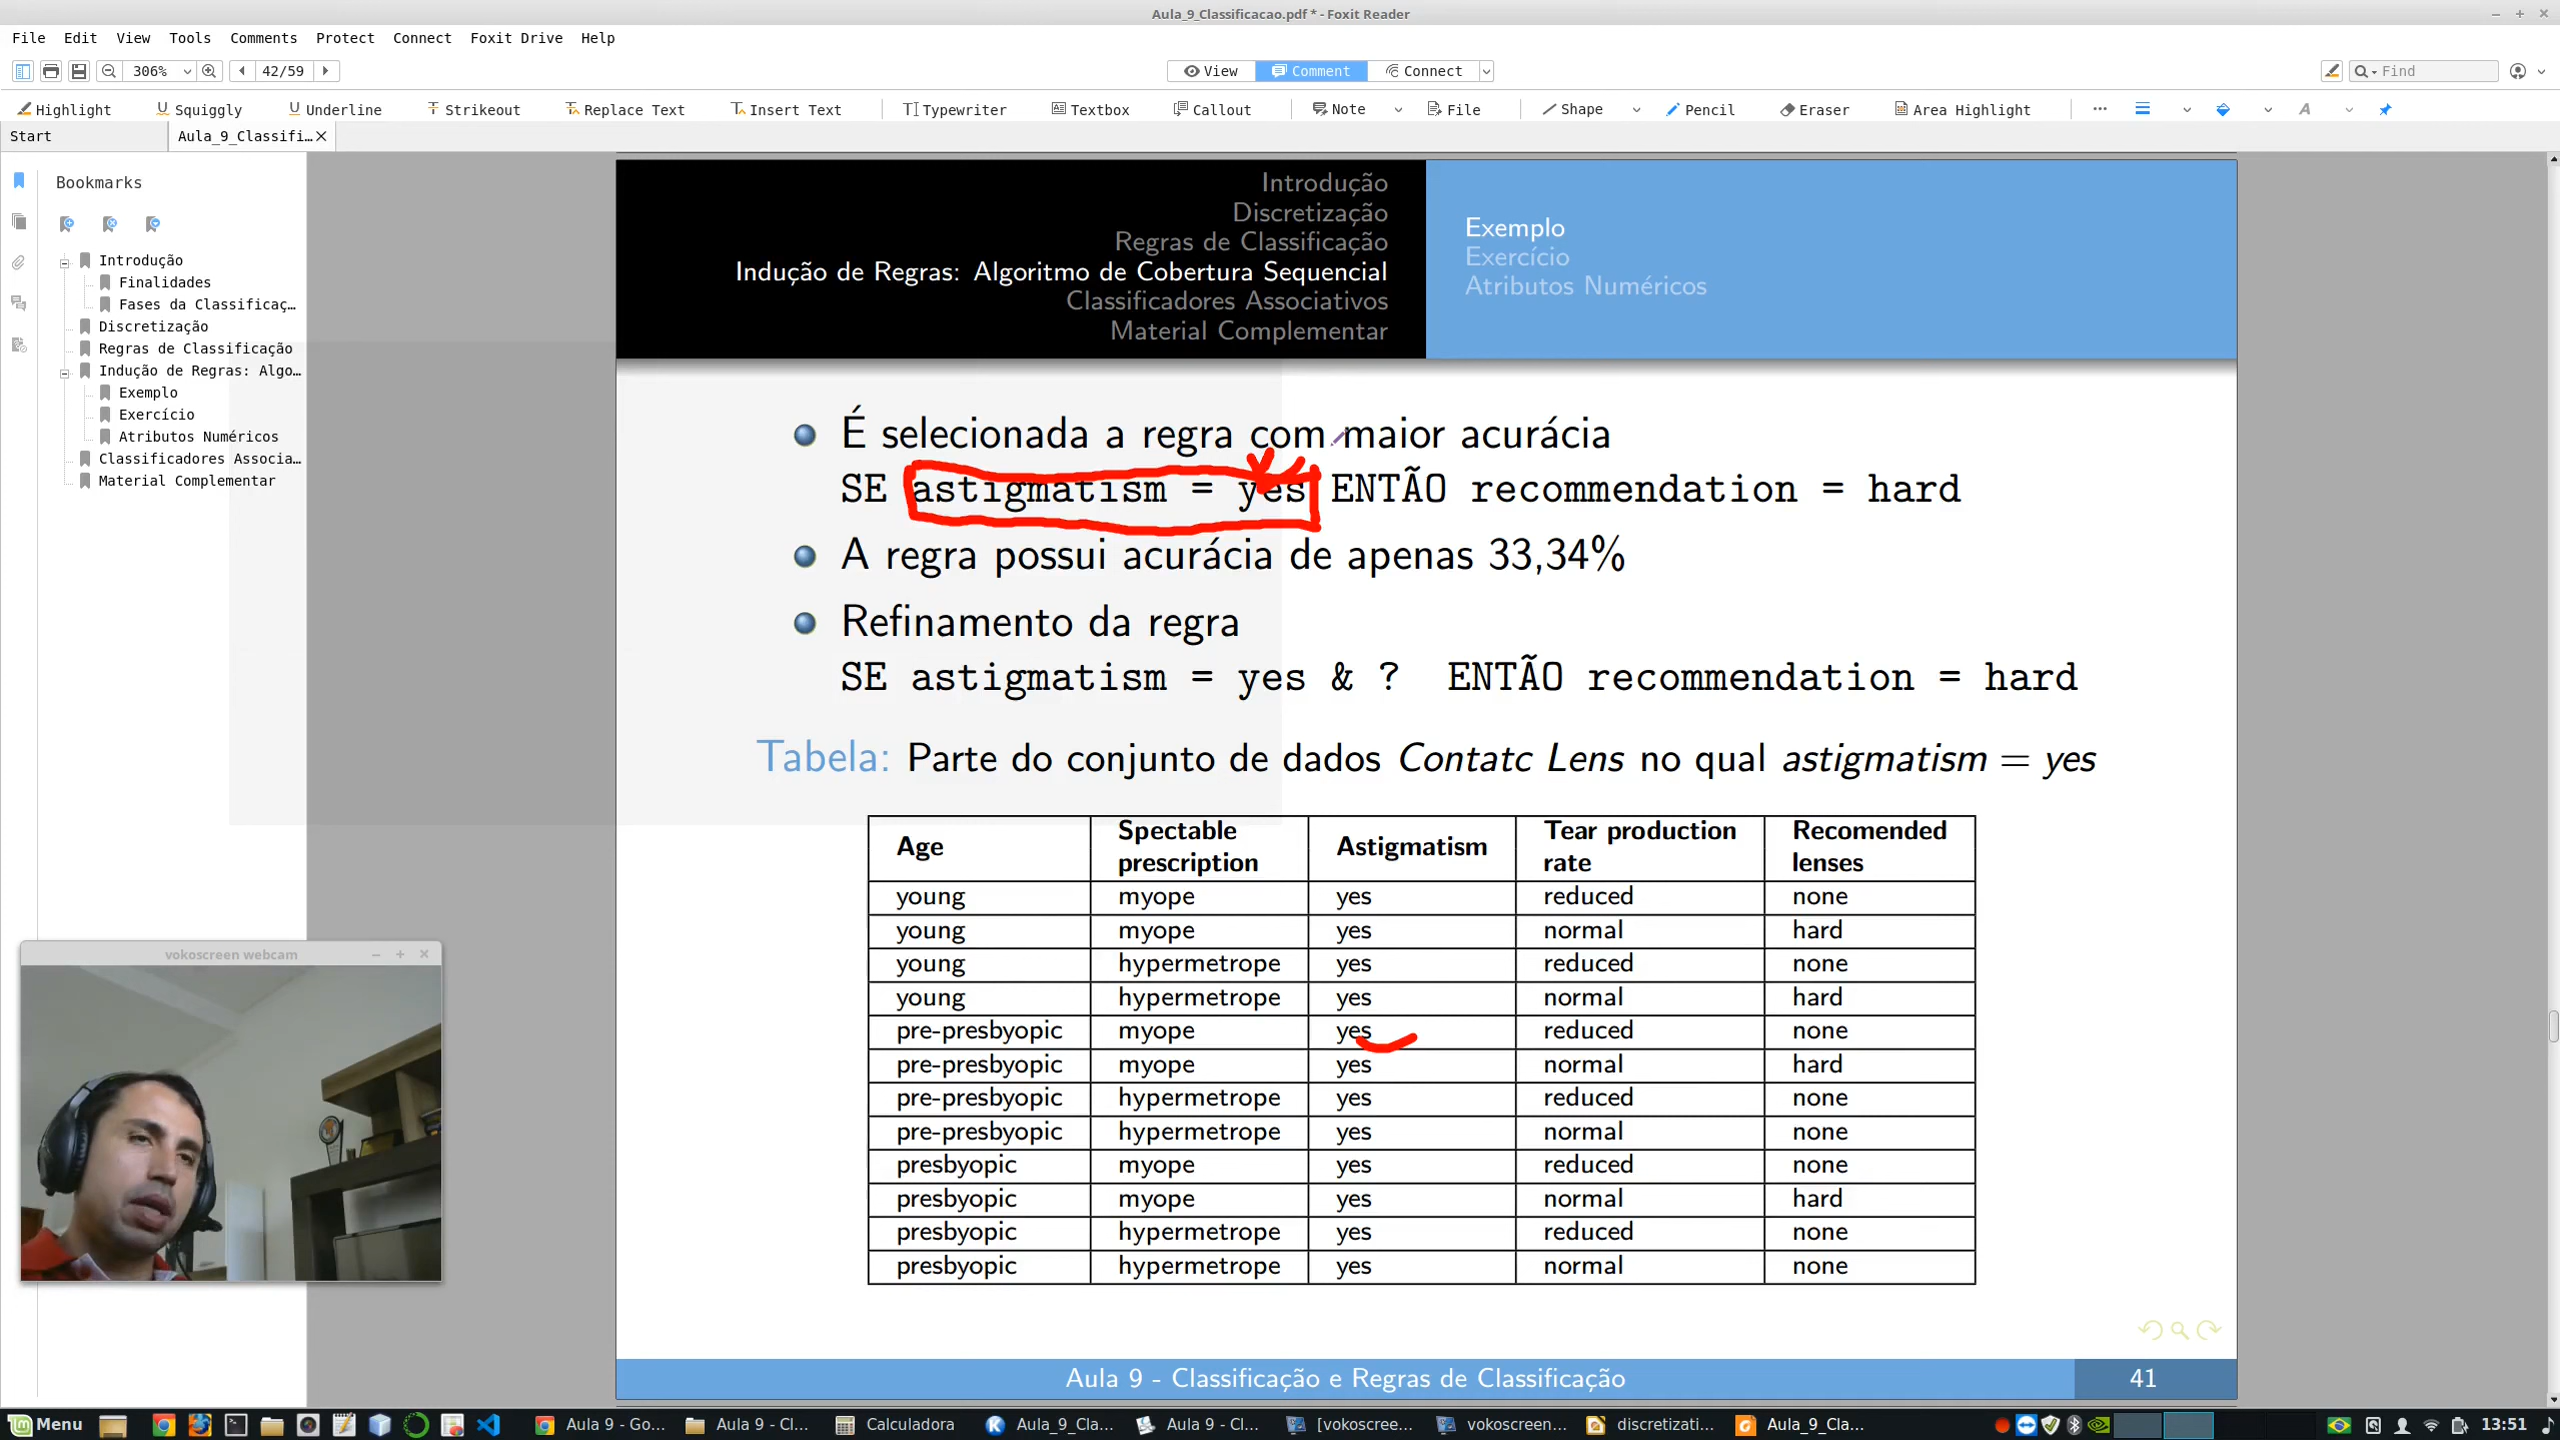 Aula_9_Classificacao.pdf * - Foxit Reader
File Edit View Tools Comments Protect Connect Foxit Drive Help
306% 42/59 View Comment Connect Find
Highlight Squiggly Underline Strikeout Replace Text Insert Text Typewriter Textbox Callout Note File Shape Pencil Eraser Area Highlight
Start Aula_9_Classifi...
Bookmarks
Introdução
Finalidades
Fases da Classificaç...
Discretização
Regras de Classificação
Indução de Regras: Algo...
Exemplo
Exercício
Atributos Numéricos
Classificadores Associa...
Material Complementar
Introdução
Discretização
Regras de Classificação
Indução de Regras: Algoritmo de Cobertura Sequencial
Classificadores Associativos
Material Complementar
Exemplo
Exercício
Atributos Numéricos
É selecionada a regra com maior acurácia
SE astigmatism = yes ENTÃO recommendation = hard
A regra possui acurácia de apenas 33,34%
Refinamento da regra
SE astigmatism = yes & ? ENTÃO recommendation = hard
Tabela: Parte do conjunto de dados Contatc Lens no qual astigmatism = yes
Age Spectable prescription Astigmatism Tear production rate Recomended lenses
young myope yes reduced none
young myope yes normal hard
young hypermetrope yes reduced none
young hypermetrope yes normal hard
pre-presbyopic myope yes reduced none
pre-presbyopic myope yes normal hard
pre-presbyopic hypermetrope yes reduced none
pre-presbyopic hypermetrope yes normal none
presbyopic myope yes reduced none
presbyopic myope yes normal hard
presbyopic hypermetrope yes reduced none
presbyopic hypermetrope yes normal none
Aula 9 - Classificação e Regras de Classificação 41
vokoscreen webcam
Menu Aula 9 - Go... Aula 9 - Cl... Calculadora Aula_9_Cla... Aula 9 - Cl... [vokoscree... vokoscreen... discretizati... Aula_9_Cla... 13:51